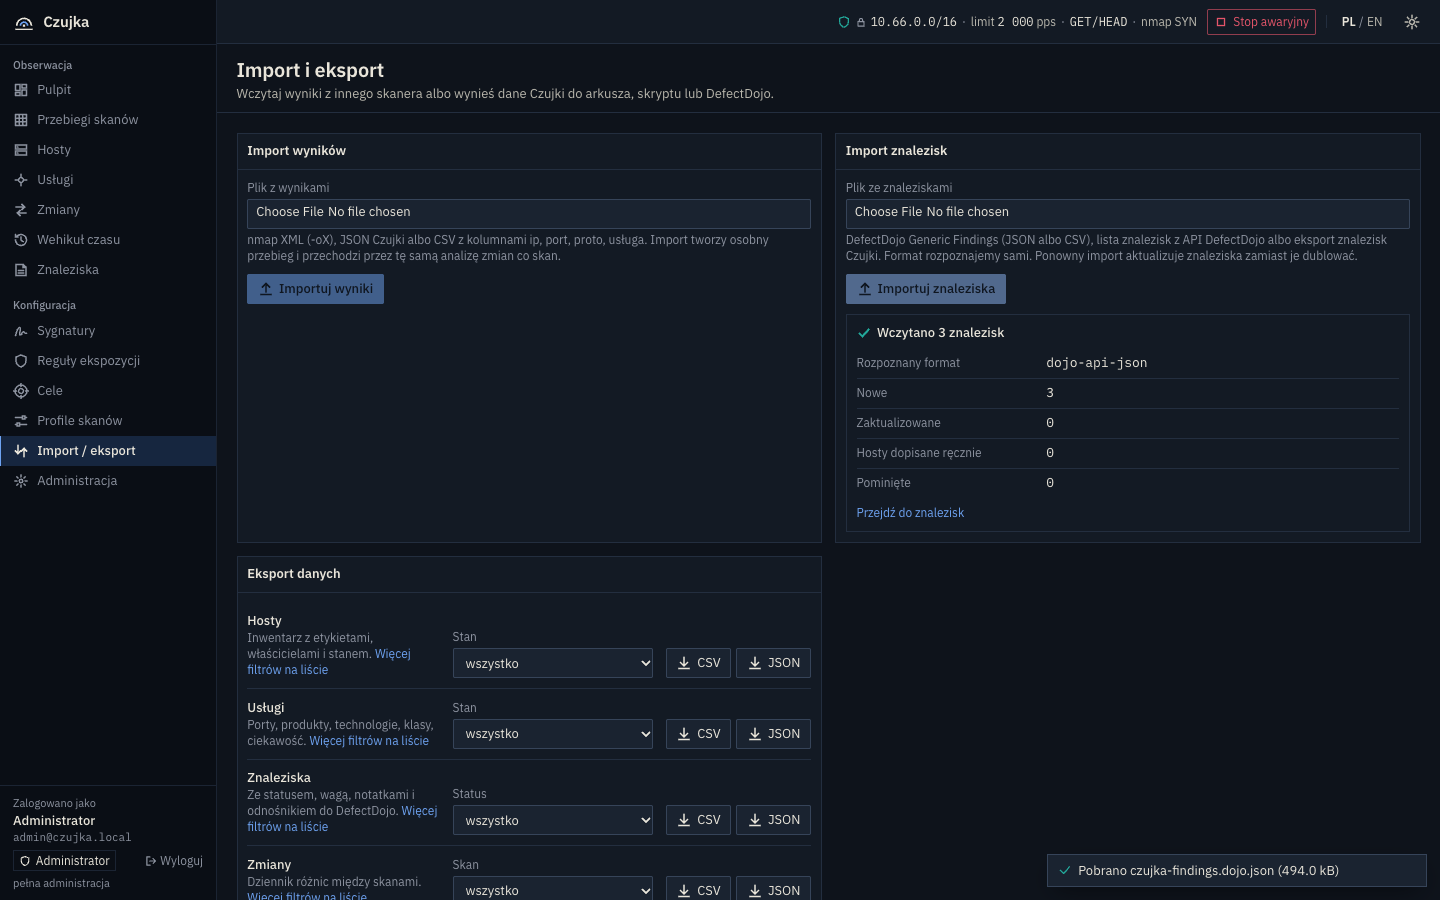 Czujka
10.66.0.0/16 · limit 2 000 pps · GET/HEAD · nmap SYN
Stop awaryjny
PL / EN
Obserwacja
Pulpit
Przebiegi skanów
Hosty
Usługi
Zmiany
Wehikuł czasu
Znaleziska
Konfiguracja
Sygnatury
Reguły ekspozycji
Cele
Profile skanów
Import / eksport
Administracja
Zalogowano jako
Administrator
admin@czujka.local
Administrator
Wyloguj
pełna administracja
Import i eksport
Wczytaj wyniki z innego skanera albo wynieś dane Czujki do arkusza, skryptu lub DefectDojo.
Import wyników
Plik z wynikami
Choose File No file chosen
nmap XML (-oX), JSON Czujki albo CSV z kolumnami ip, port, proto, usługa. Import tworzy osobny
przebieg i przechodzi przez tę samą analizę zmian co skan.
Importuj wyniki
Import znalezisk
Plik ze znaleziskami
Choose File No file chosen
DefectDojo Generic Findings (JSON albo CSV), lista znalezisk z API DefectDojo albo eksport znalezisk
Czujki. Format rozpoznajemy sami. Ponowny import aktualizuje znaleziska zamiast je dublować.
Importuj znaleziska
Wczytano 3 znalezisk
Rozpoznany format dojo-api-json
Nowe 3
Zaktualizowane 0
Hosty dopisane ręcznie 0
Pominięte 0
Przejdź do znalezisk
Eksport danych
Hosty
Inwentarz z etykietami,
właścicielami i stanem. Więcej
filtrów na liście
Stan
wszystko
CSV
JSON
Usługi
Porty, produkty, technologie, klasy,
ciekawość. Więcej filtrów na liście
Stan
wszystko
CSV
JSON
Znaleziska
Ze statusem, wagą, notatkami i
odnośnikiem do DefectDojo. Więcej
filtrów na liście
Status
wszystko
CSV
JSON
Zmiany
Dziennik różnic między skanami.
Więcej filtrów na liście
Skan
wszystko
CSV
JSON
Pobrano czujka-findings.dojo.json (494.0 kB)